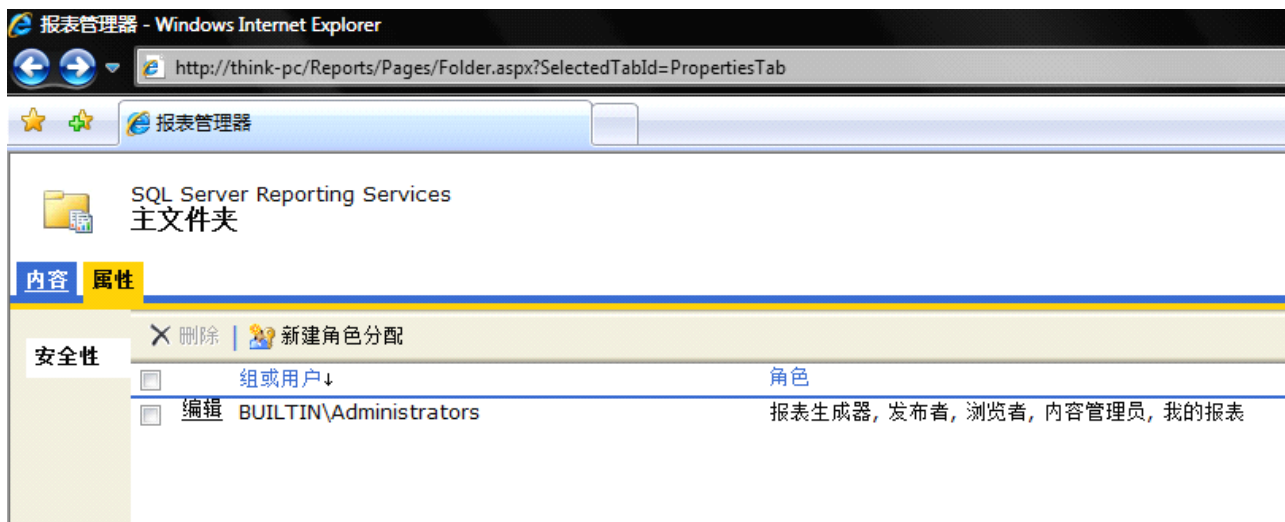 报表管理器 - Windows Internet Explorer
http://think-pc/Reports/Pages/Folder.aspx?SelectedTabId=PropertiesTab
报表管理器
SQL Server Reporting Services
主文件夹
内容 属性
删除 | 新建角色分配
安全性
组或用户↓ 角色
编辑 BUILTIN\Administrators 报表生成器, 发布者, 浏览者, 内容管理员, 我的报表